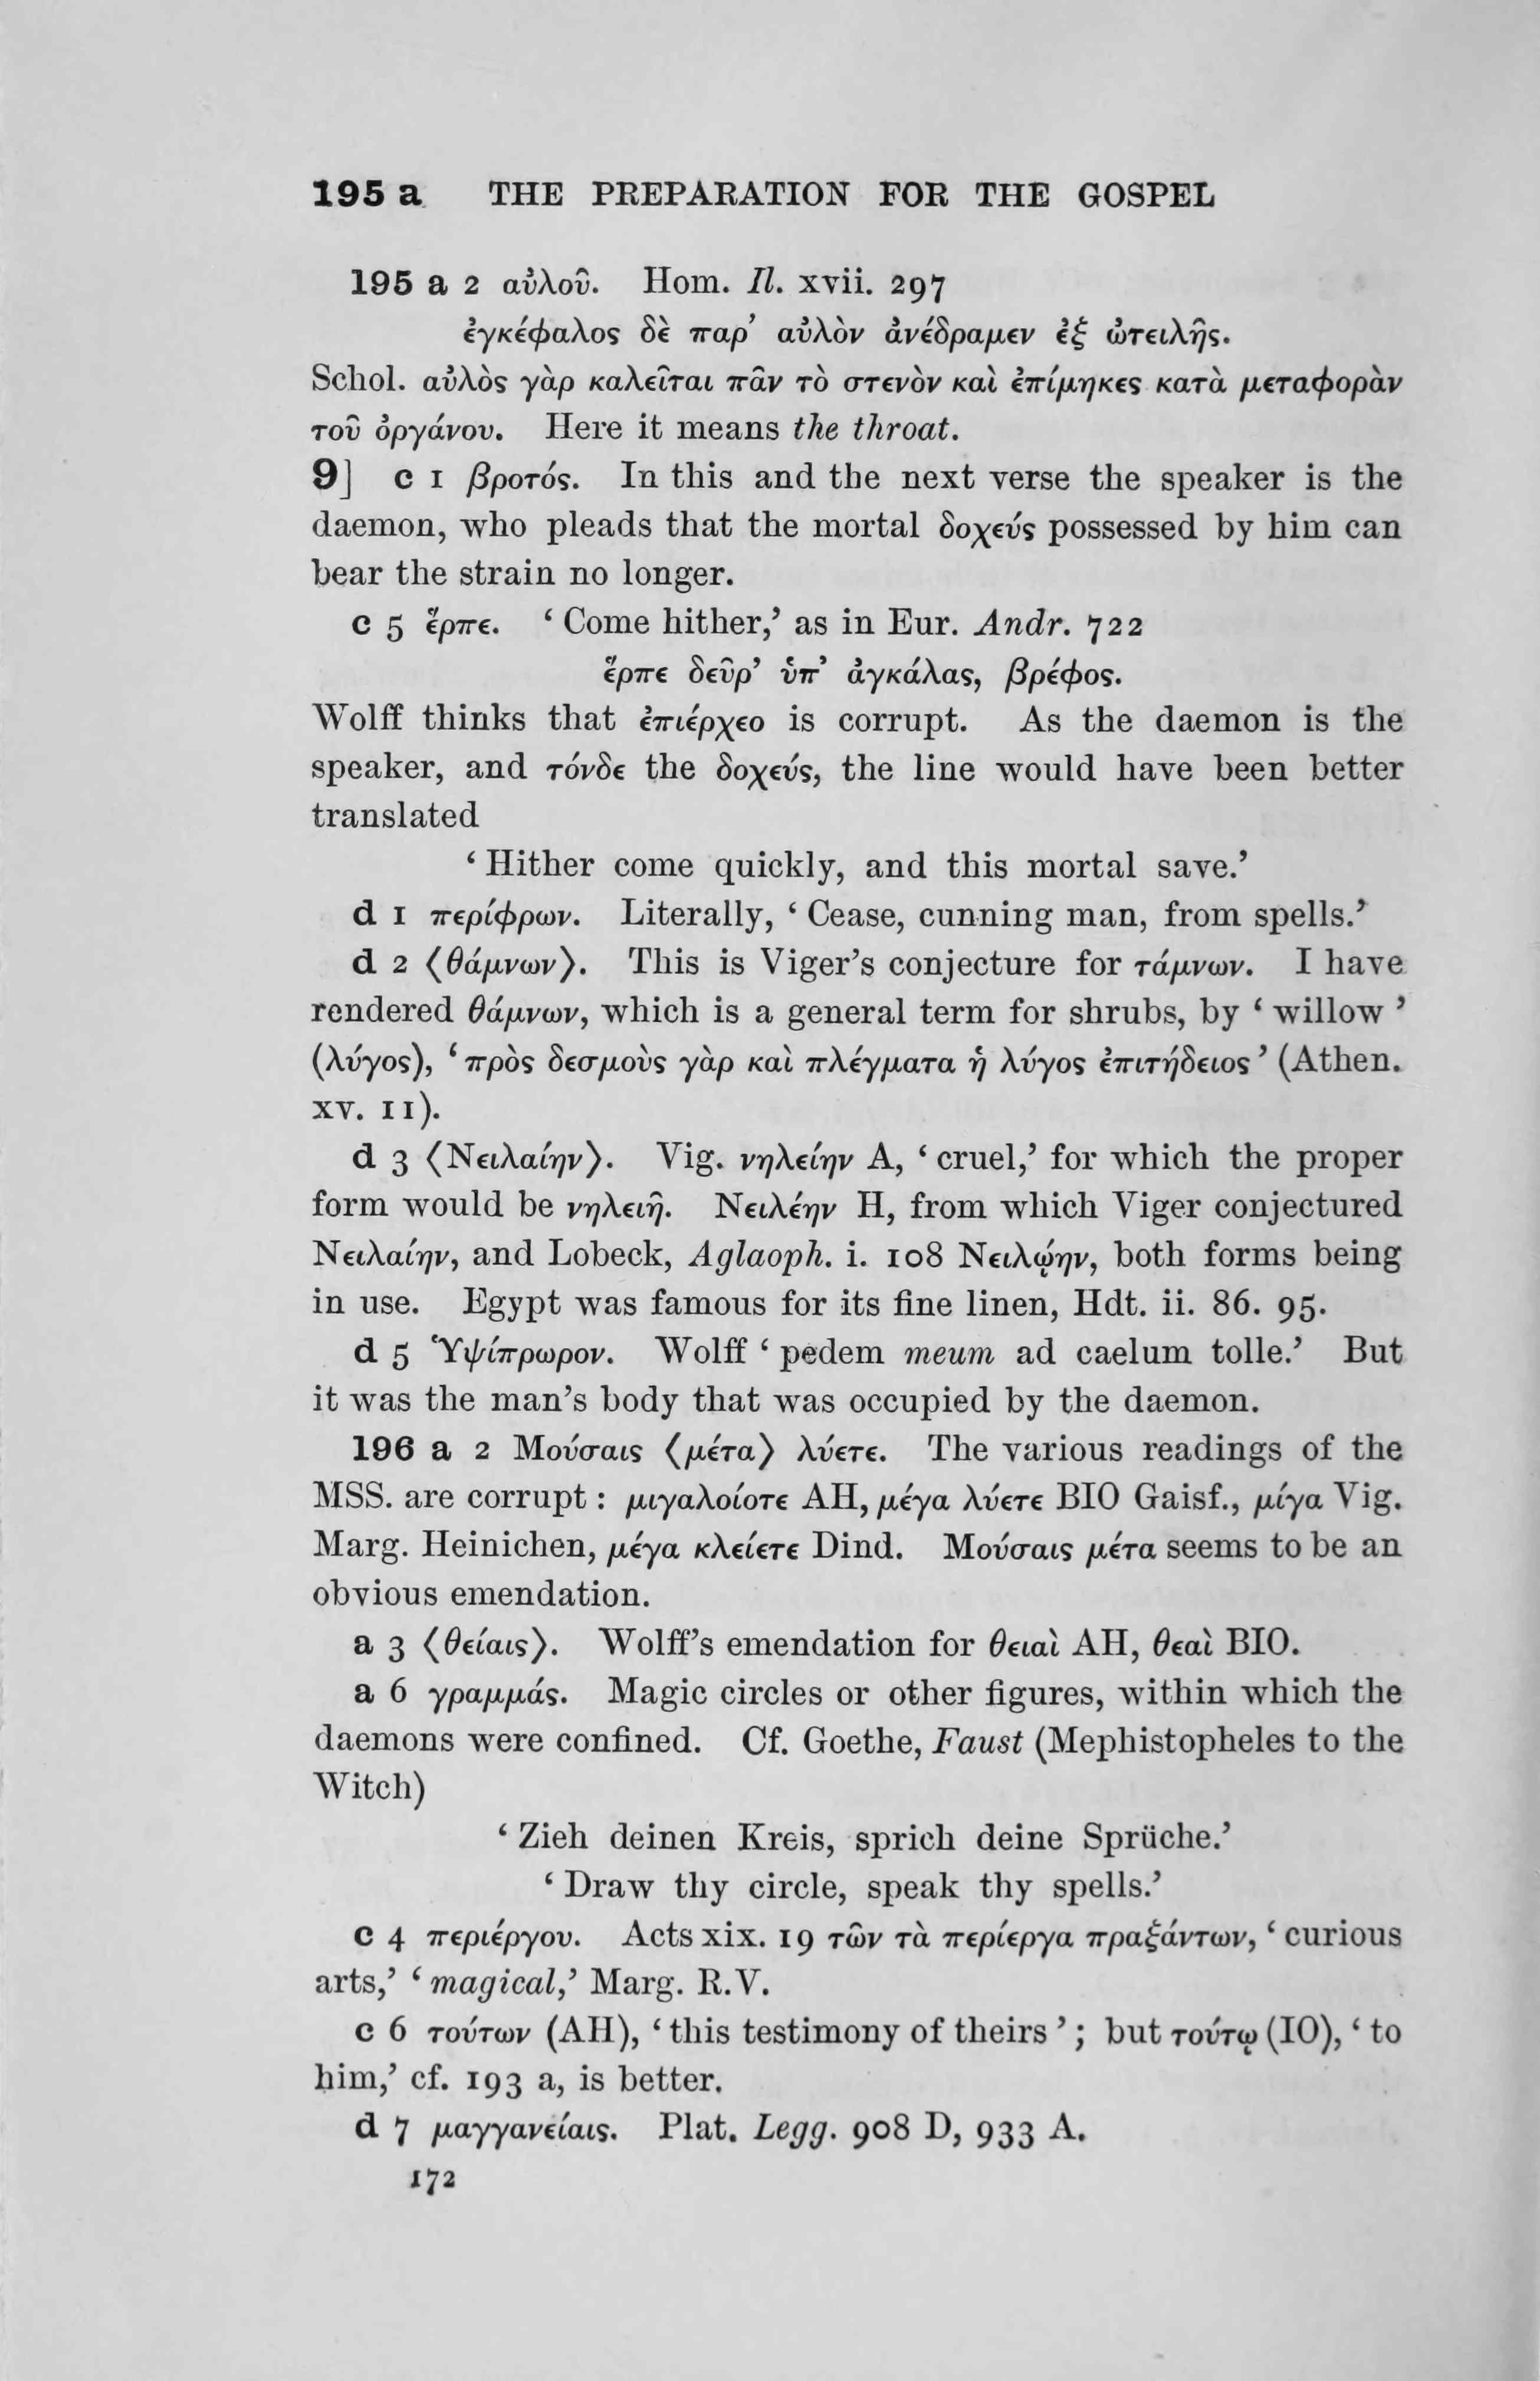 195 a THE PREPARATION FOR THE GOSPEL
195 a 2 αὐλοῦ. Hom. Il. xvii. 297
ἐγκέφαλος δὲ παρ’ αὐλὸν ἀνέδραμεν ἐξ ὠτειλῆς.
Schol. αὐλὸς γὰρ καλεῖται πᾶν τὸ στενὸν καὶ ἐπίμηκες κατὰ μεταφορὰν
τοῦ ὀργάνου. Here it means the throat.
9] c 1 βροτός. In this and the next verse the speaker is the
daemon, who pleads that the mortal δοχεύς possessed by him can
bear the strain no longer.
c 5 ἕρπε. ‘ Come hither,’ as in Eur. Andr. 722
ἕρπε δεῦρ’ ὑπ’ ἀγκάλας, βρέφος.
Wolff thinks that ἐπιέρχεο is corrupt. As the daemon is the
speaker, and τόνδε the δοχεύς, the line would have been better
translated
‘ Hither come quickly, and this mortal save.’
d 1 περίφρων. Literally, ‘ Cease, cunning man, from spells.’
d 2 ⟨θάμνων⟩. This is Viger’s conjecture for τάμνων. I have
rendered θάμνων, which is a general term for shrubs, by ‘ willow ’
(λύγος), ‘ πρὸς δεσμοὺς γὰρ καὶ πλέγματα ἡ λύγος ἐπιτήδειος ’ (Athen.
xv. 11).
d 3 ⟨Νειλαίην⟩. Vig. νηλείην A, ‘ cruel,’ for which the proper
form would be νηλειῆ. Νειλέην H, from which Viger conjectured
Νειλαίην, and Lobeck, Aglaoph. i. 108 Νειλῴην, both forms being
in use. Egypt was famous for its fine linen, Hdt. ii. 86. 95.
d 5 Ὑψίπρωρον. Wolff ‘ pedem meum ad caelum tolle.’ But
it was the man’s body that was occupied by the daemon.
196 a 2 Μούσαις ⟨μέτα⟩ λύετε. The various readings of the
MSS. are corrupt : μιγαλοίοτε AH, μέγα λύετε BIO Gaisf., μίγα Vig.
Marg. Heinichen, μέγα κλείετε Dind. Μούσαις μέτα seems to be an
obvious emendation.
a 3 ⟨θείαις⟩. Wolff’s emendation for θειαὶ AH, θεαὶ BIO.
a 6 γραμμάς. Magic circles or other figures, within which the
daemons were confined. Cf. Goethe, Faust (Mephistopheles to the
Witch)
‘ Zieh deinen Kreis, sprich deine Sprüche.’
‘ Draw thy circle, speak thy spells.’
c 4 περιέργου. Acts xix. 19 τῶν τὰ περίεργα πραξάντων, ‘ curious
arts,’ ‘ magical,’ Marg. R.V.
c 6 τούτων (AH), ‘ this testimony of theirs ’ ; but τούτῳ (IO), ‘ to
him,’ cf. 193 a, is better.
d 7 μαγγανείαις. Plat. Legg. 908 D, 933 A.
172